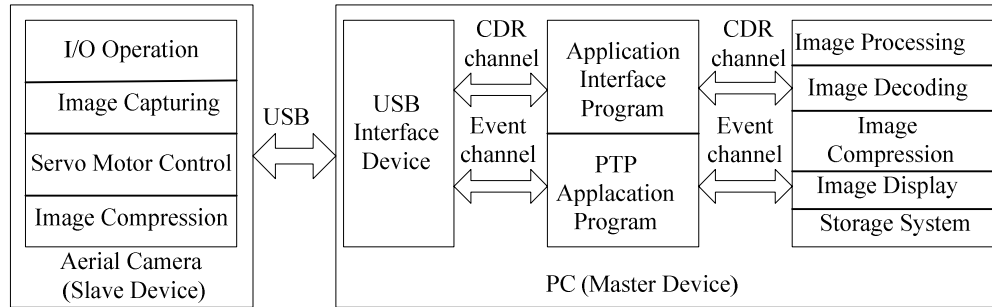 I/O Operation
Image Capturing
Servo Motor Control
Image Compression
Aerial Camera
(Slave Device)
USB
USB
Interface
Device
CDR
channel
Event
channel
Application
Interface
Program
PTP
Applacation
Program
CDR
channel
Event
channel
Image Processing
Image Decoding
Image
Compression
Image Display
Storage System
PC (Master Device)